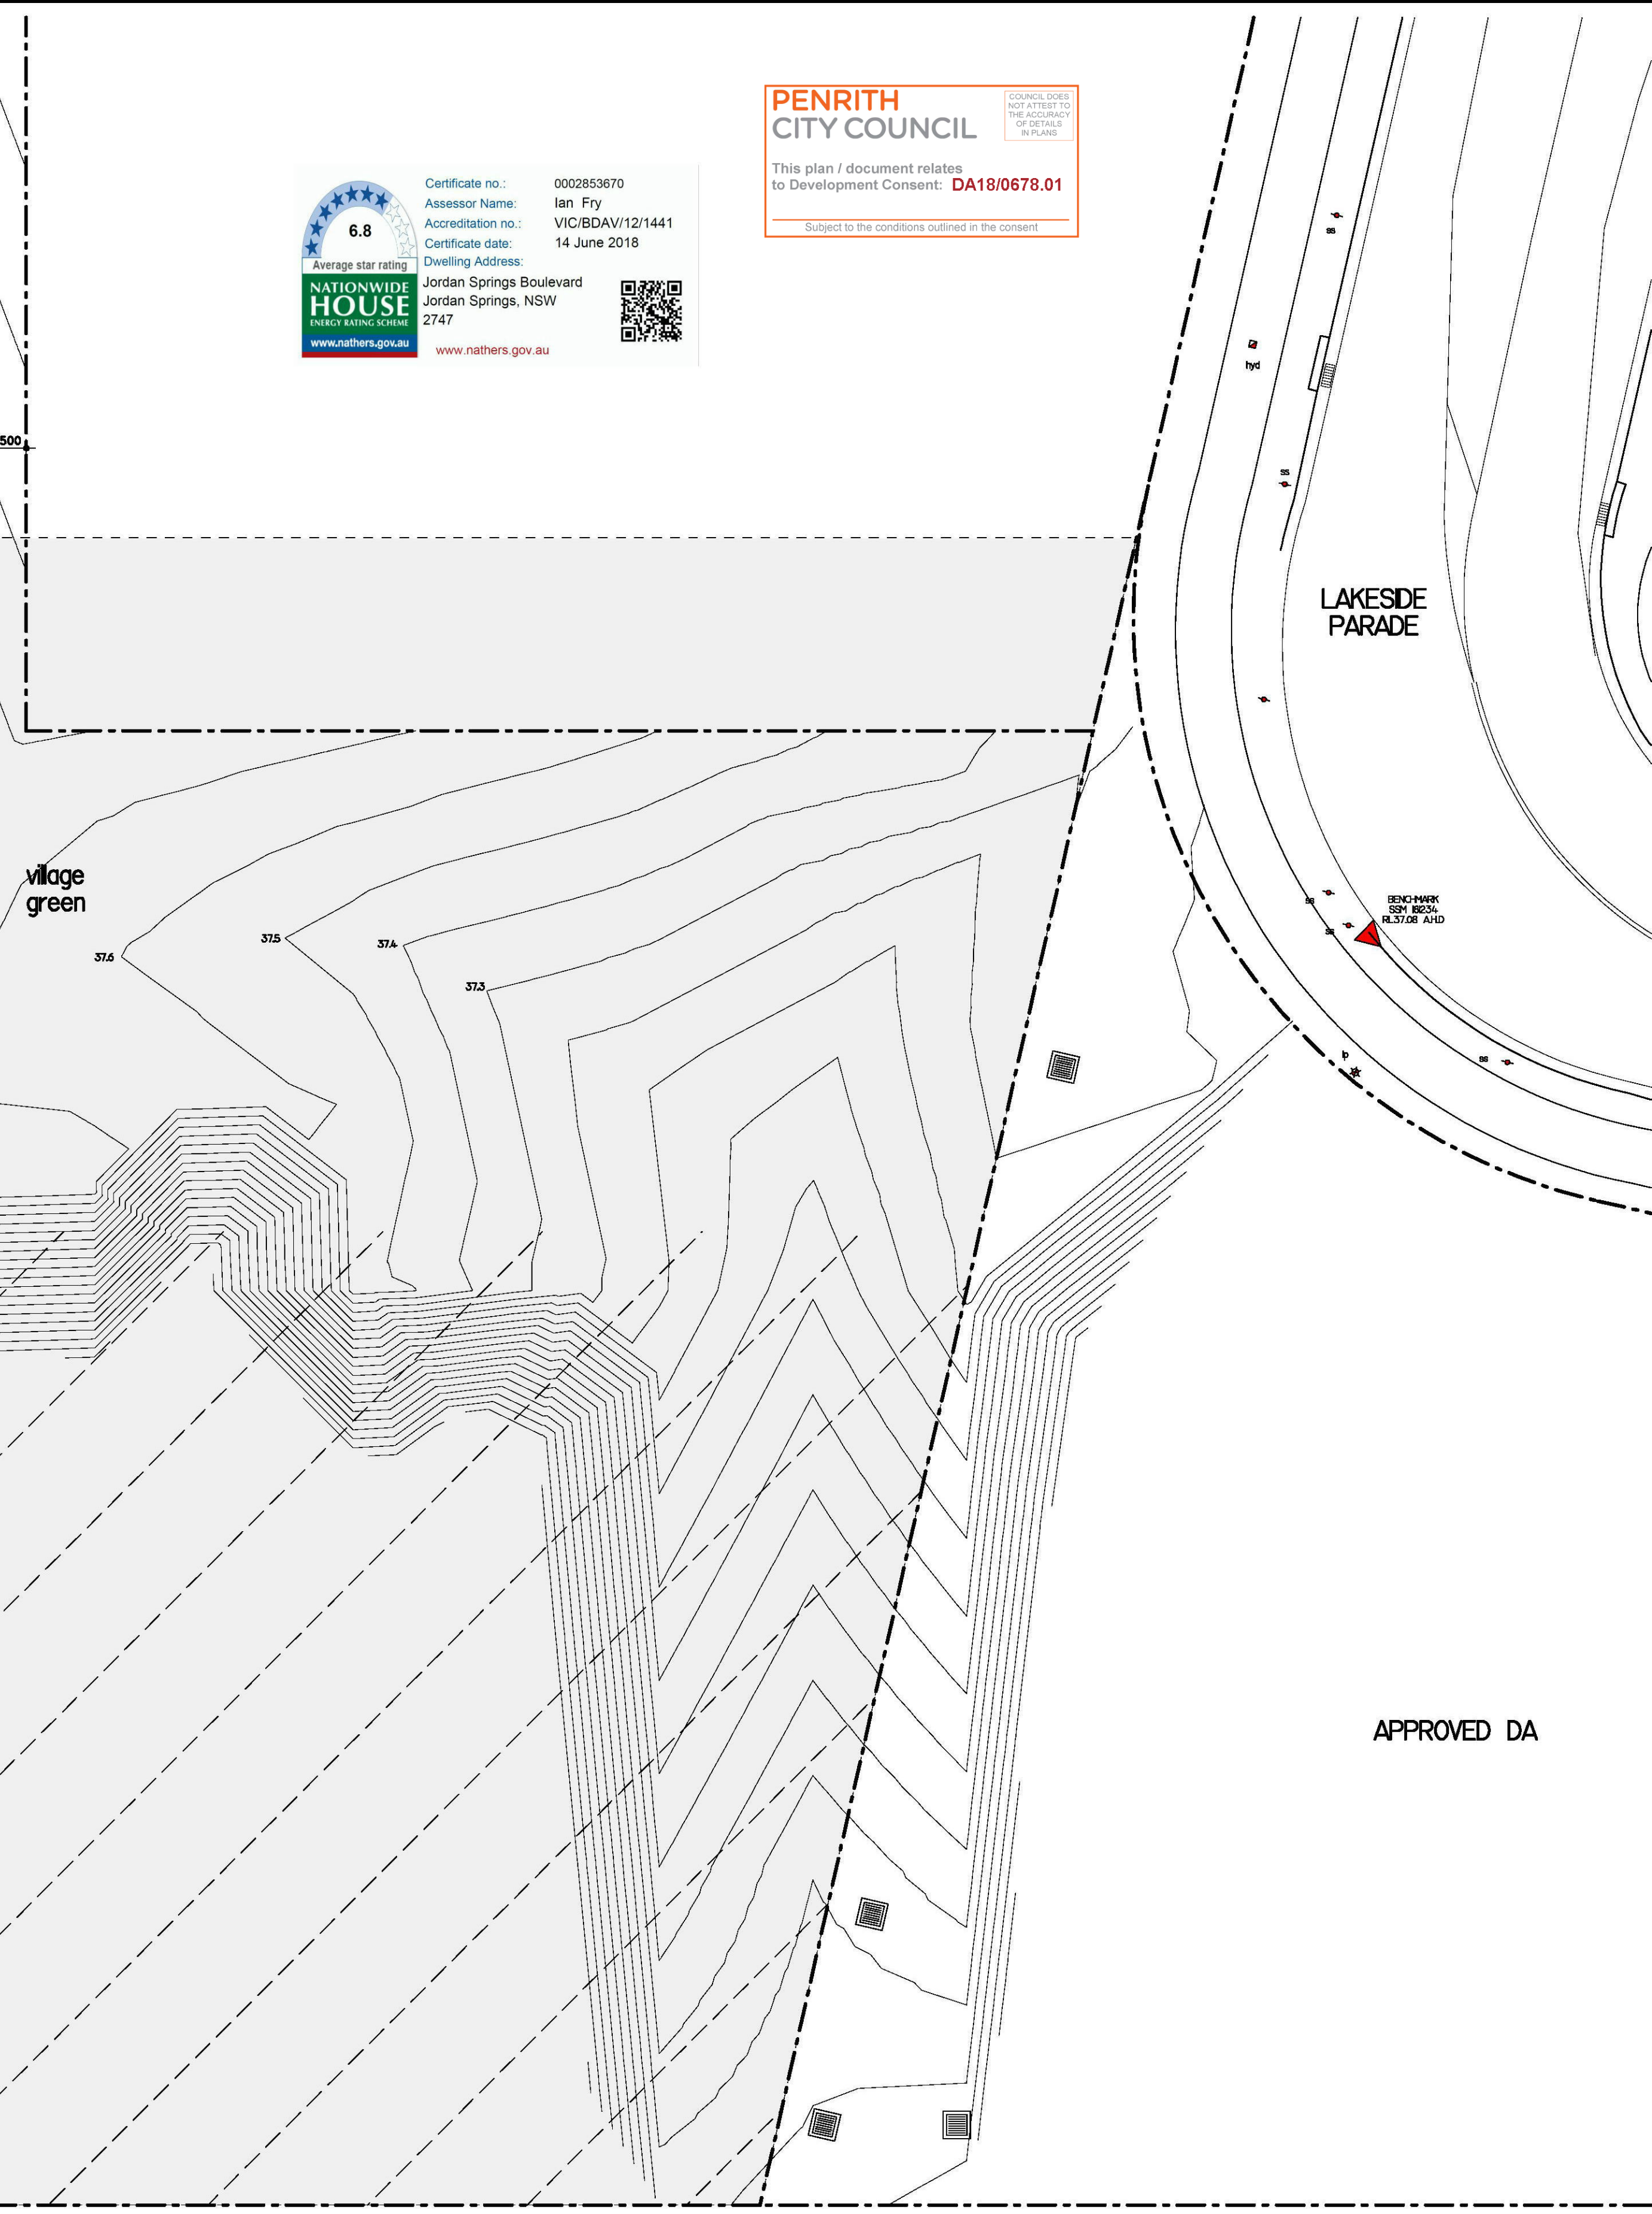 PENRITH
CITY COUNCIL
COUNCIL DOES
NOT ATTEST TO
THE ACCURACY
OF DETAILS
IN PLANS
This plan / document relates
to Development Consent: DA18/0678.01
Subject to the conditions outlined in the consent
6.8
Average star rating
NATIONWIDE
HOUSE
ENERGY RATING SCHEME
www.nathers.gov.au
Certificate no.: 0002853670
Assessor Name: Ian Fry
Accreditation no.: VIC/BDAV/12/1441
Certificate date: 14 June 2018
Dwelling Address:
Jordan Springs Boulevard
Jordan Springs, NSW
2747
www.nathers.gov.au
ss
hyd
500
ss
LAKESIDE
PARADE
village
green
37.6
37.5
37.4
37.3
ss
ss
BENCHMARK
SSM 161234
RL37.08 A.H.D
lp
ss
APPROVED DA